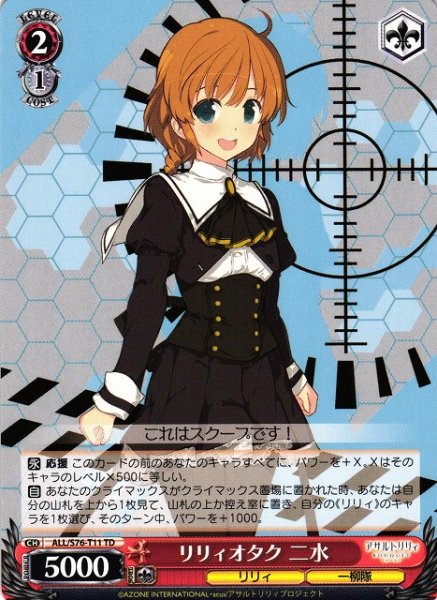 LEVEL
2
1
COST
これはスクープです！
永 応援 このカードの前のあなたのキャラすべてに、パワーを＋X。Xはその
キャラのレベル×500に等しい。
自 あなたのクライマックスがクライマックス置場に置かれた時、あなたは自
分の山札の上から1枚見て、山札の上か控え室に置き、自分の《リリィ》のキャ
ラを1枚選び、そのターン中、パワーを＋1000。
CH ALL/S76-T11 TD
POWER
5000
リリィオタク 二水
アサルトリリィ
BOUQUET
リリィ
一柳隊
©AZONE INTERNATIONAL・acus/アサルトリリィプロジェクト